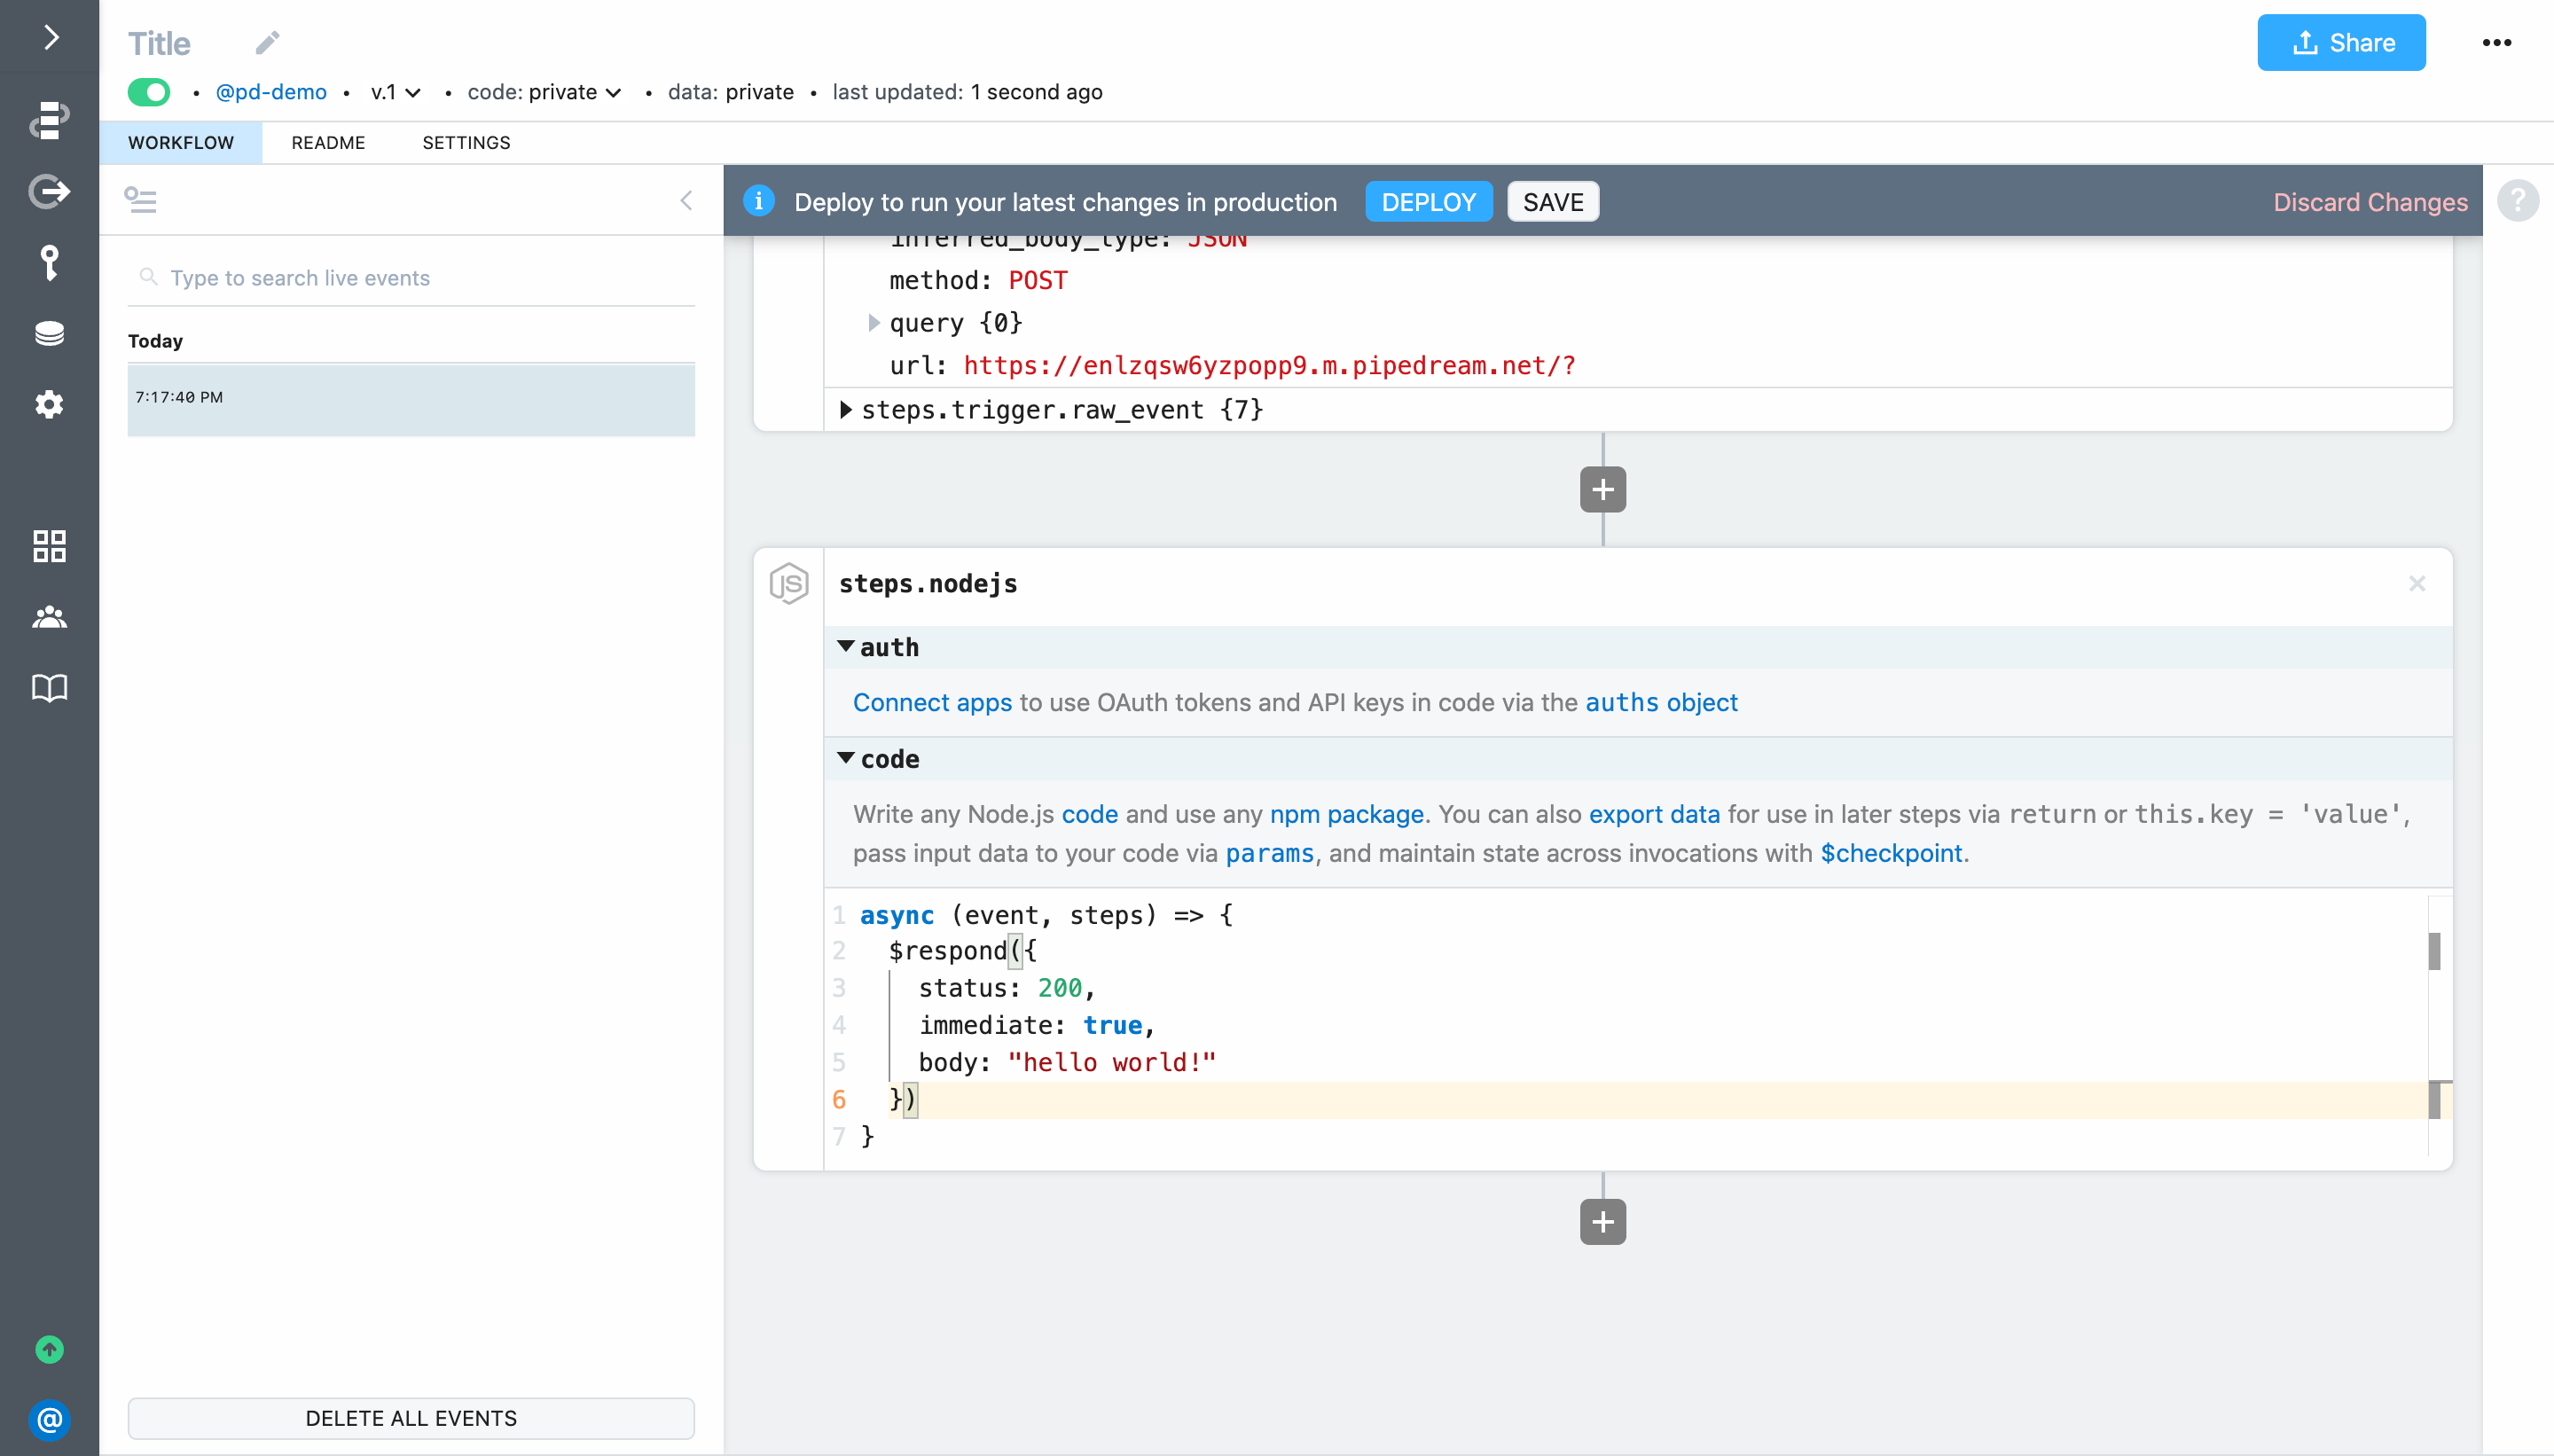 Title
Share
•••
• @pd-demo • v.1 • code: private • data: private • last updated: 1 second ago
WORKFLOW README SETTINGS
Deploy to run your latest changes in production DEPLOY SAVE Discard Changes ?
Type to search live events
Today
7:17:40 PM
DELETE ALL EVENTS
inferred_body_type: JSON
method: POST
query {0}
url: https://enlzqsw6yzpopp9.m.pipedream.net/?
steps.trigger.raw_event {7}
+
JS
steps.nodejs
auth
Connect apps to use OAuth tokens and API keys in code via the auths object
code
Write any Node.js code and use any npm package. You can also export data for use in later steps via return or this.key = 'value',
pass input data to your code via params, and maintain state across invocations with $checkpoint.
1 async (event, steps) => {
2 $respond({
3 status: 200,
4 immediate: true,
5 body: "hello world!"
6 })
7 }
+
@